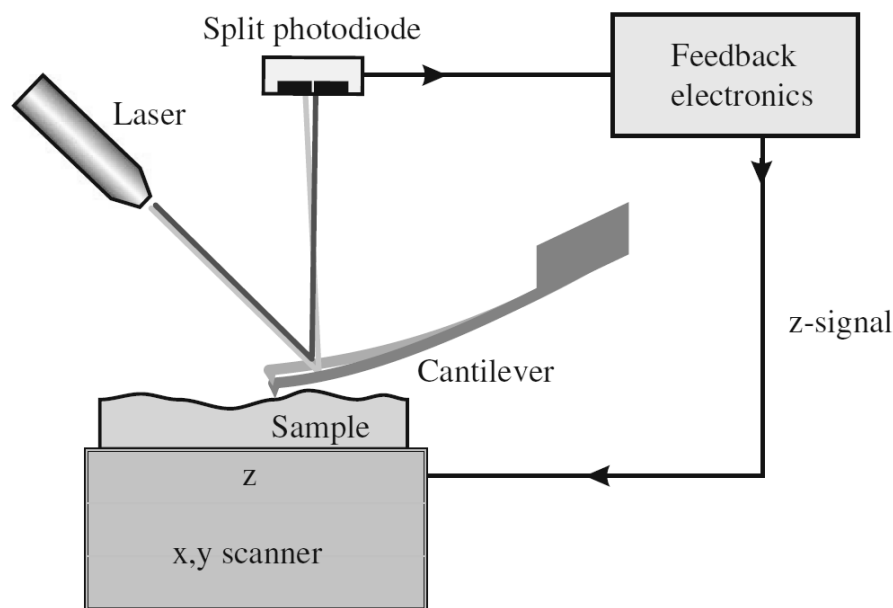 Split photodiode
Feedback
electronics
Laser
z-signal
Cantilever
Sample
z
x,y scanner